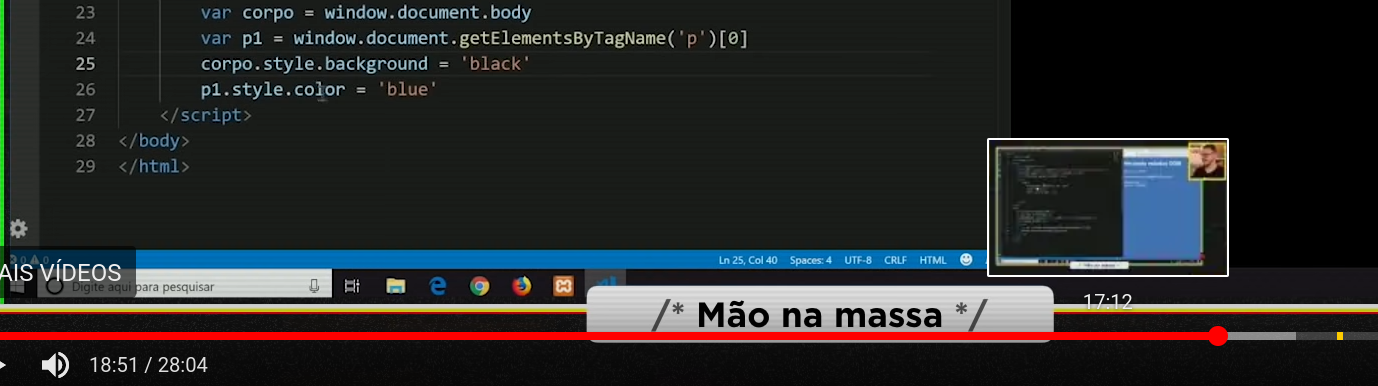 23 var corpo = window.document.body
24 var p1 = window.document.getElementsByTagName('p')[0]
25 corpo.style.background = 'black'
26 p1.style.color = 'blue'
27 </script>
28 </body>
29 </html>
AIS VÍDEOS
Ln 25, Col 40 Spaces: 4 UTF-8 CRLF HTML
Digite aqui para pesquisar
/* Mão na massa */
17:12
18:51 / 28:04